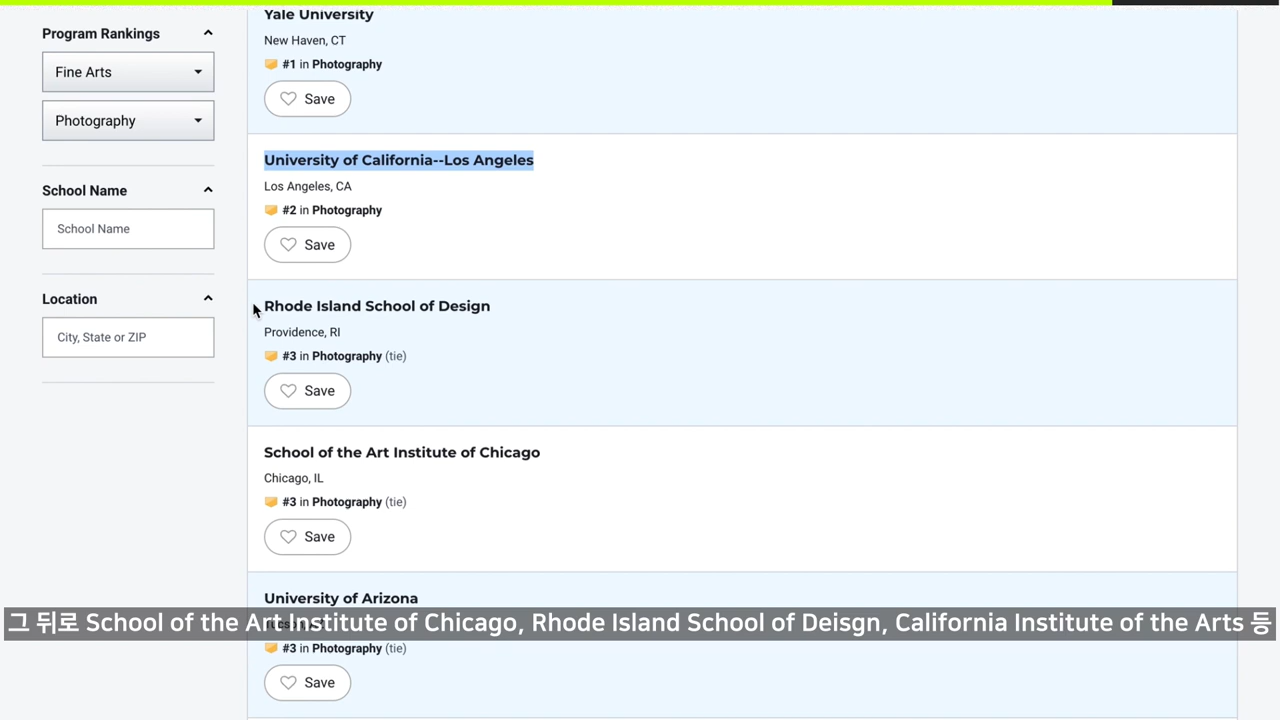 Program Rankings
Fine Arts
Photography
School Name
School Name
Location
City, State or ZIP
Yale University
New Haven, CT
#1 in Photography
Save
University of California--Los Angeles
Los Angeles, CA
#2 in Photography
Save
Rhode Island School of Design
Providence, RI
#3 in Photography (tie)
Save
School of the Art Institute of Chicago
Chicago, IL
#3 in Photography (tie)
Save
University of Arizona
#3 in Photography (tie)
Save
그 뒤로 School of the Art Institute of Chicago, Rhode Island School of Deisgn, California Institute of the Arts 등